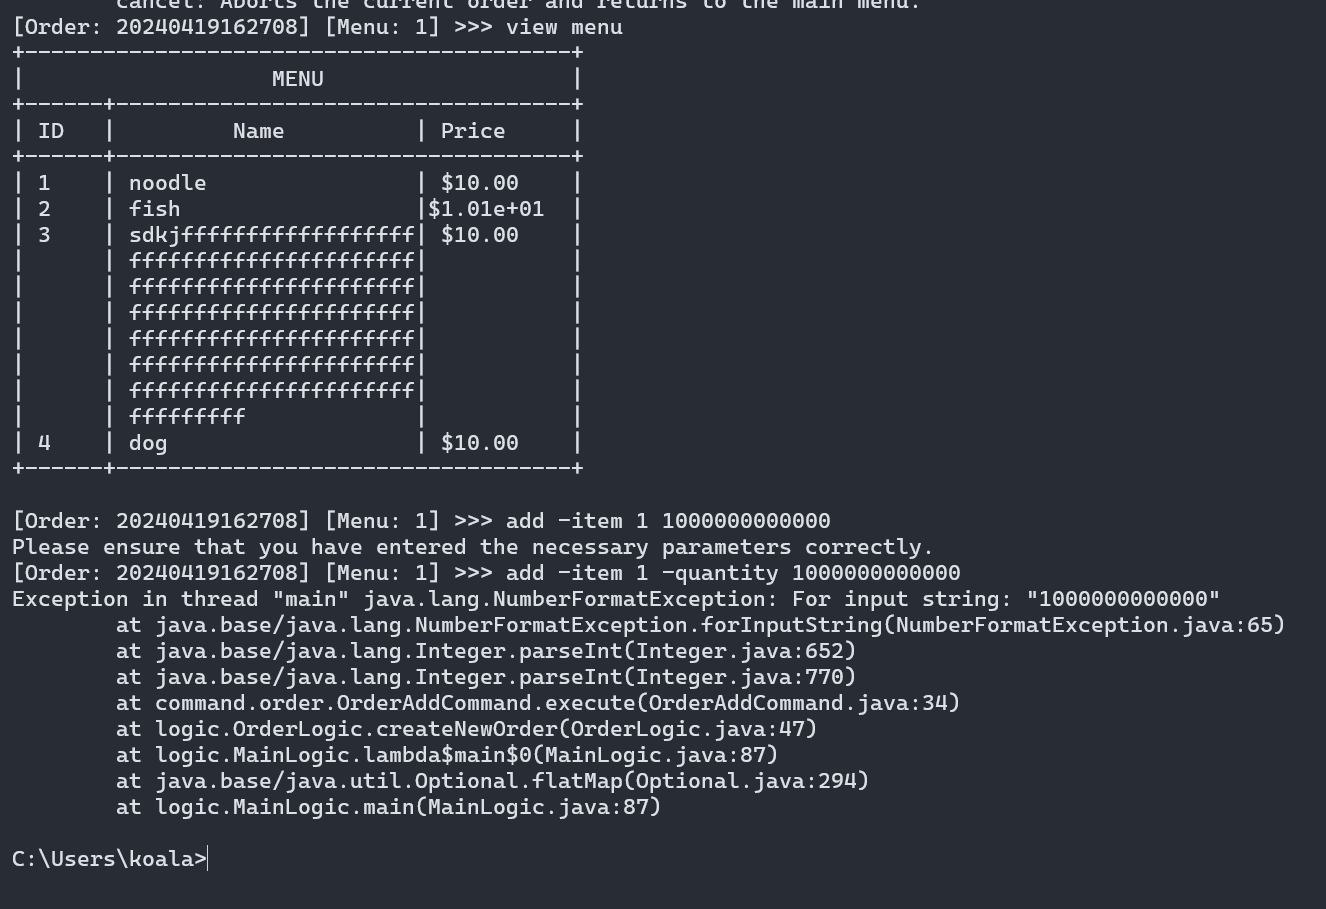 cancel: Aborts the current order and returns to the main menu.
[Order: 20240419162708] [Menu: 1] >>> view menu
+------------------------------------------+
|                   MENU                   |
+------+-----------------------------------+
| ID   |         Name          | Price     |
+------+-----------------------------------+
| 1    | noodle                | $10.00    |
| 2    | fish                  |$1.01e+01  |
| 3    | sdkjffffffffffffffffff| $10.00    |
|      | ffffffffffffffffffffff|           |
|      | ffffffffffffffffffffff|           |
|      | ffffffffffffffffffffff|           |
|      | ffffffffffffffffffffff|           |
|      | ffffffffffffffffffffff|           |
|      | ffffffffffffffffffffff|           |
|      | fffffffff             |           |
| 4    | dog                   | $10.00    |
+------+-----------------------------------+
[Order: 20240419162708] [Menu: 1] >>> add -item 1 1000000000000
Please ensure that you have entered the necessary parameters correctly.
[Order: 20240419162708] [Menu: 1] >>> add -item 1 -quantity 1000000000000
Exception in thread "main" java.lang.NumberFormatException: For input string: "1000000000000"
        at java.base/java.lang.NumberFormatException.forInputString(NumberFormatException.java:65)
        at java.base/java.lang.Integer.parseInt(Integer.java:652)
        at java.base/java.lang.Integer.parseInt(Integer.java:770)
        at command.order.OrderAddCommand.execute(OrderAddCommand.java:34)
        at logic.OrderLogic.createNewOrder(OrderLogic.java:47)
        at logic.MainLogic.lambda$main$0(MainLogic.java:87)
        at java.base/java.util.Optional.flatMap(Optional.java:294)
        at logic.MainLogic.main(MainLogic.java:87)
C:\Users\koala>